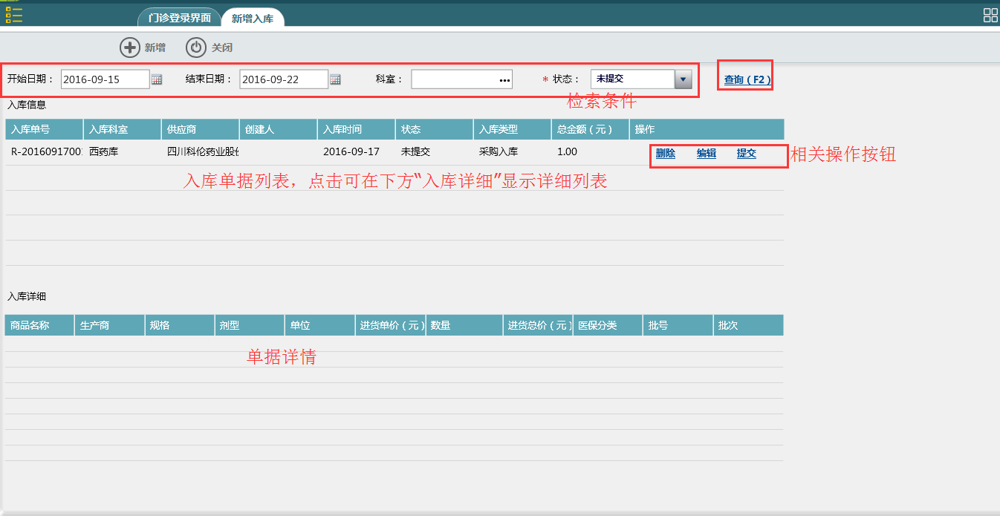 门诊登录界面 新增入库
新增 关闭
开始日期： 2016-09-15 结束日期： 2016-09-22 科室： ••• * 状态： 未提交 查询（F2）
检索条件
入库信息
入库单号 入库科室 供应商 创建人 入库时间 状态 入库类型 总金额（元） 操作
R-201609170 西药库 四川科伦药业股 2016-09-17 未提交 采购入库 1.00 删除 编辑 提交
相关操作按钮
入库单据列表，点击可在下方“入库详细”显示详细列表
入库详细
商品名称 生产商 规格 剂型 单位 进货单价（元） 数量 进货总价（元） 医保分类 批号 批次
单据详情